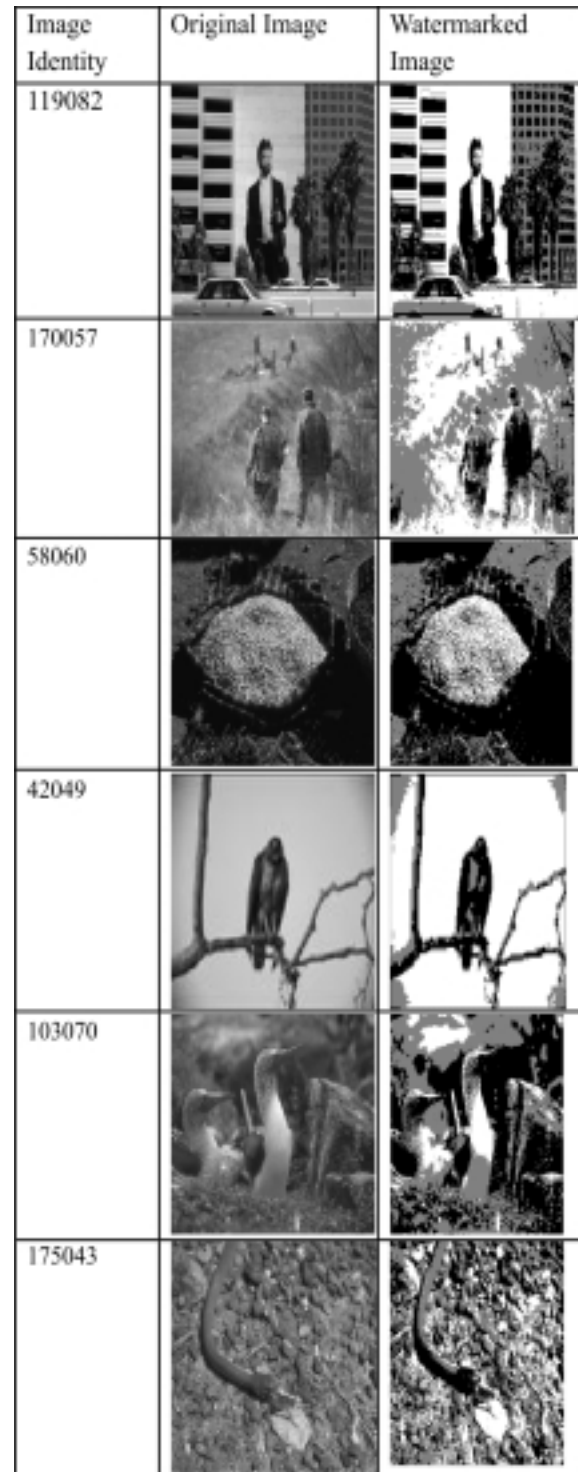 Image
Identity
Original Image
Watermarked
Image
119082
170057
58060
42049
103070
175043